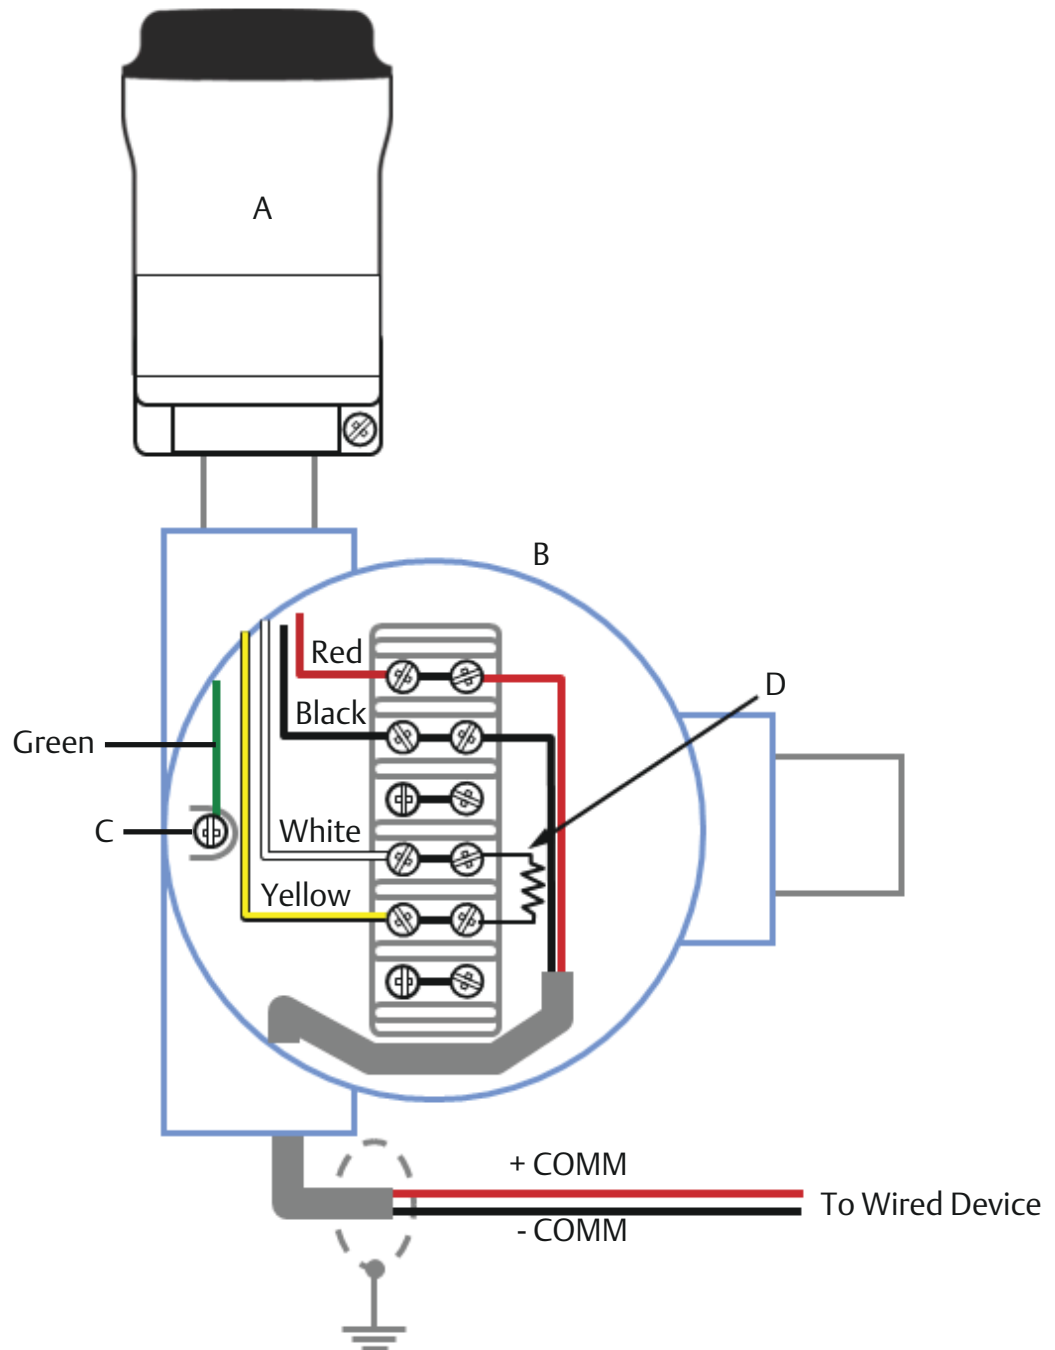 A
B
Red
D
Black
Green
White
C
Yellow
+ COMM
To Wired Device
- COMM